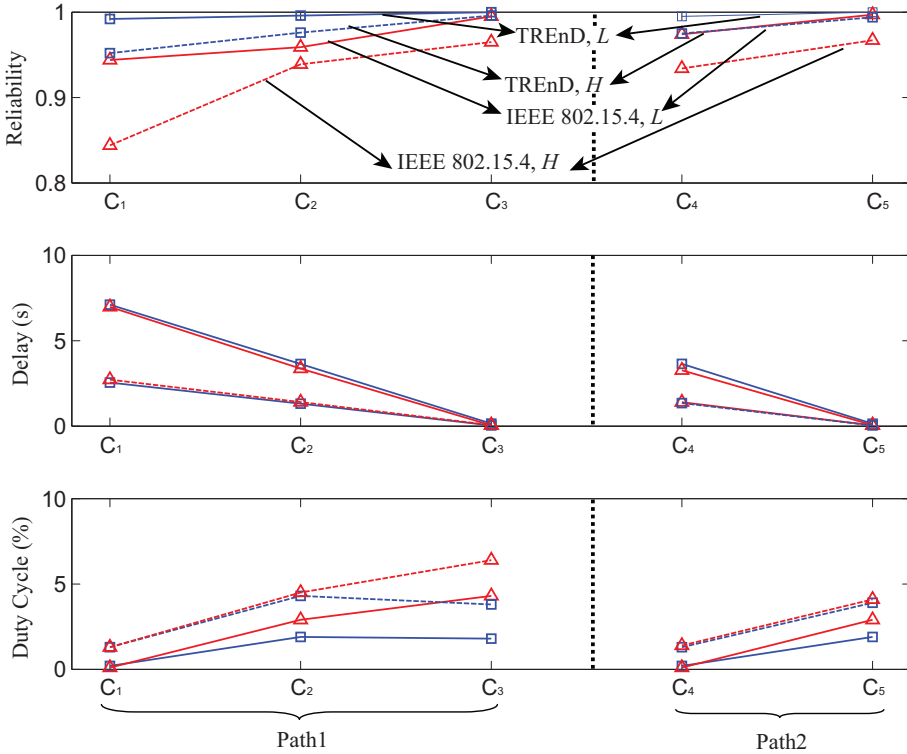 Reliability
1
0.9
0.8
TREnD, L
TREnD, H
IEEE 802.15.4, L
IEEE 802.15.4, H
C1 C2 C3 C4 C5
Delay (s)
10
5
0
C1 C2 C3 C4 C5
Duty Cycle (%)
10
5
0
C1 C2 C3 C4 C5
Path1 Path2